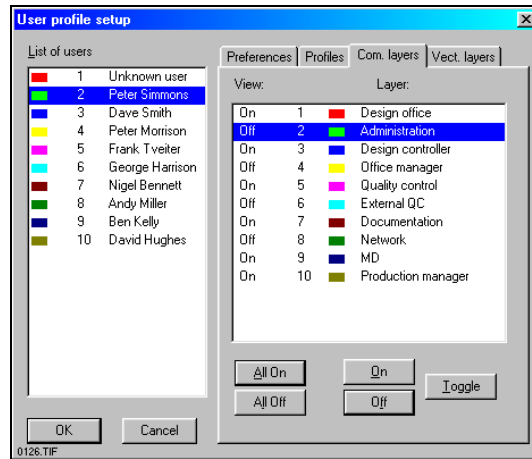 User profile setup
List of users
1 Unknown user
2 Peter Simmons
3 Dave Smith
4 Peter Morrison
5 Frank Tveiter
6 George Harrison
7 Nigel Bennett
8 Andy Miller
9 Ben Kelly
10 David Hughes
Preferences Profiles Com. layers Vect. layers
View: Layer:
On 1 Design office
Off 2 Administration
On 3 Design controller
Off 4 Office manager
On 5 Quality control
Off 6 External QC
On 7 Documentation
Off 8 Network
On 9 MD
On 10 Production manager
All On On
Toggle
All Off Off
OK Cancel
0126.TIF